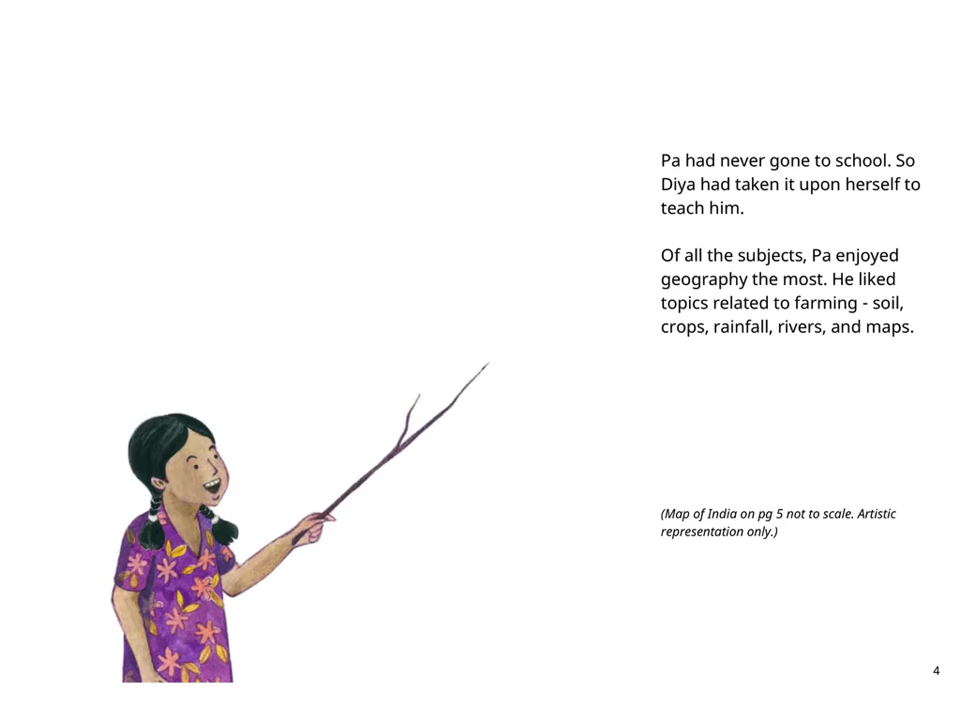 Pa had never gone to school. So
Diya had taken it upon herself to
teach him.
Of all the subjects, Pa enjoyed
geography the most. He liked
topics related to farming - soil,
crops, rainfall, rivers, and maps.
(Map of India on pg 5 not to scale. Artistic
representation only.)
4